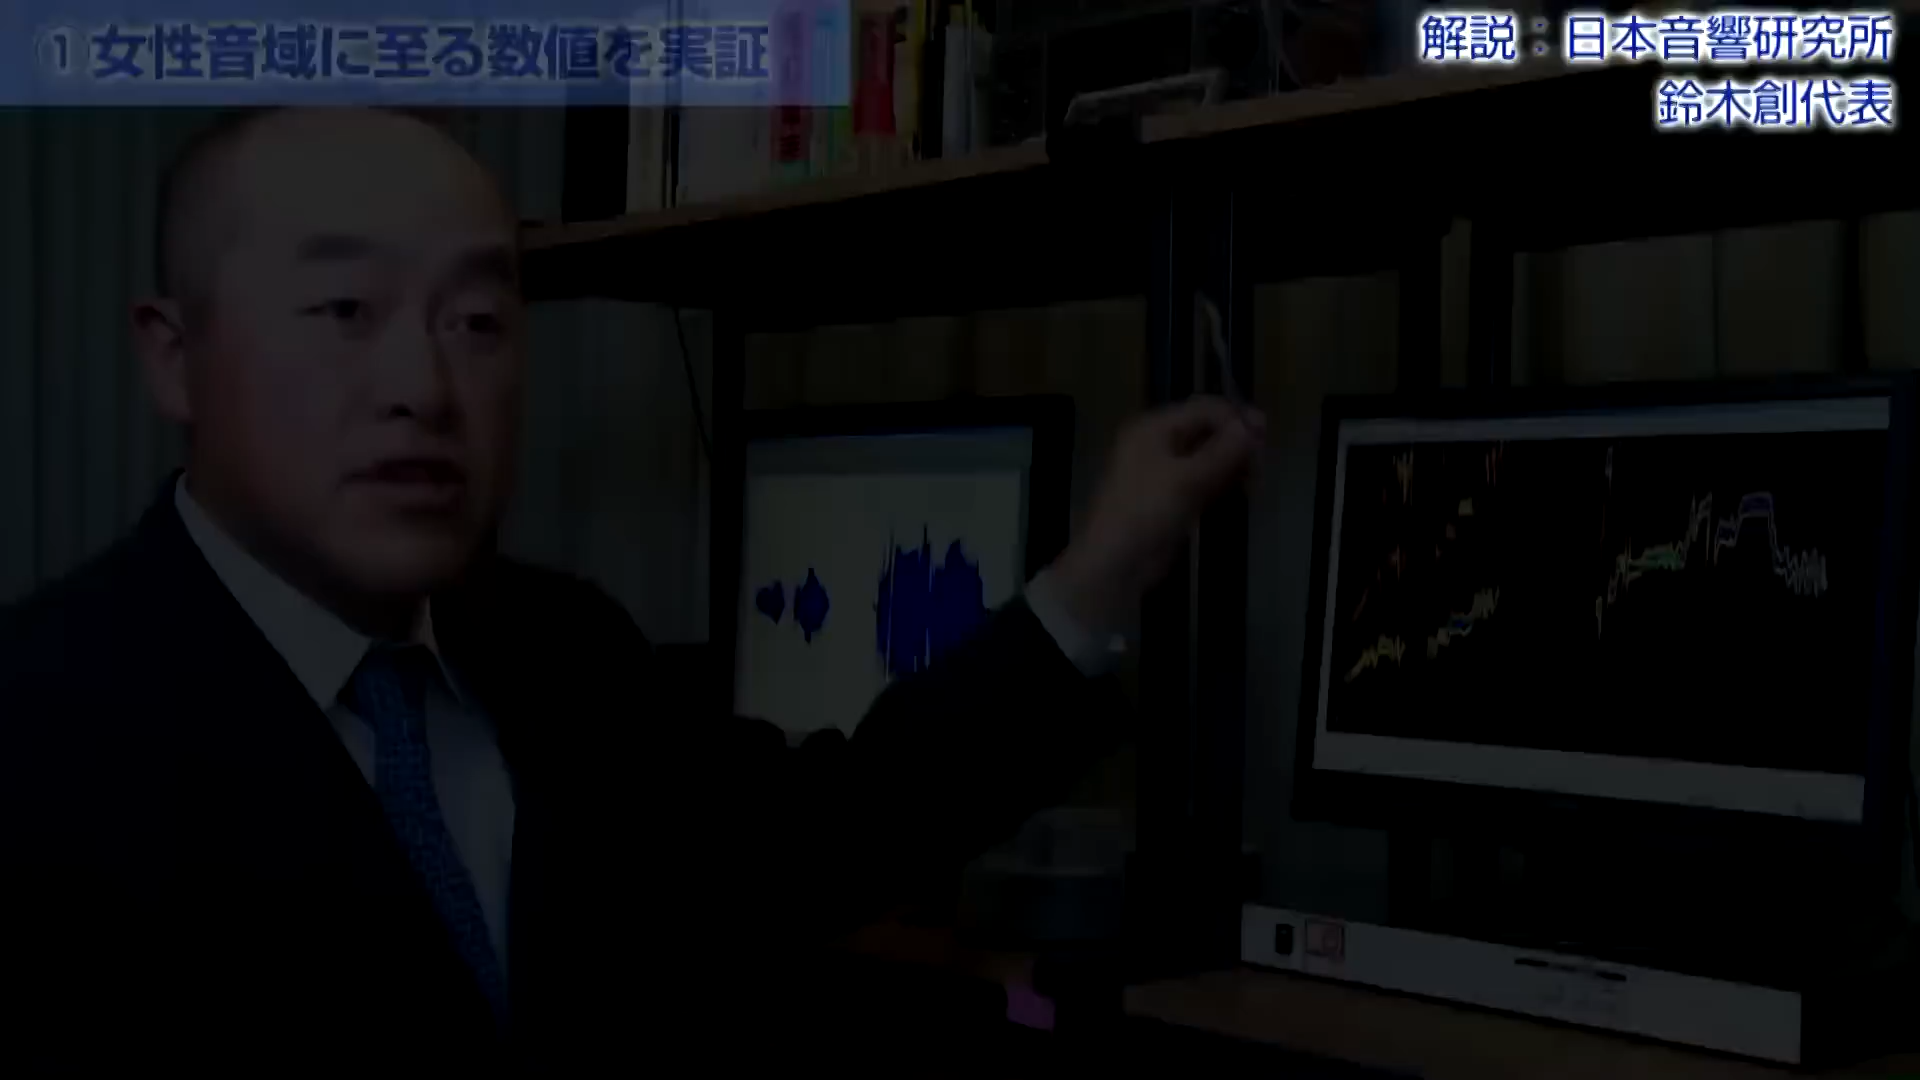 ①女性音域に至る数値を実証
解説：日本音響研究所
鈴木創代表